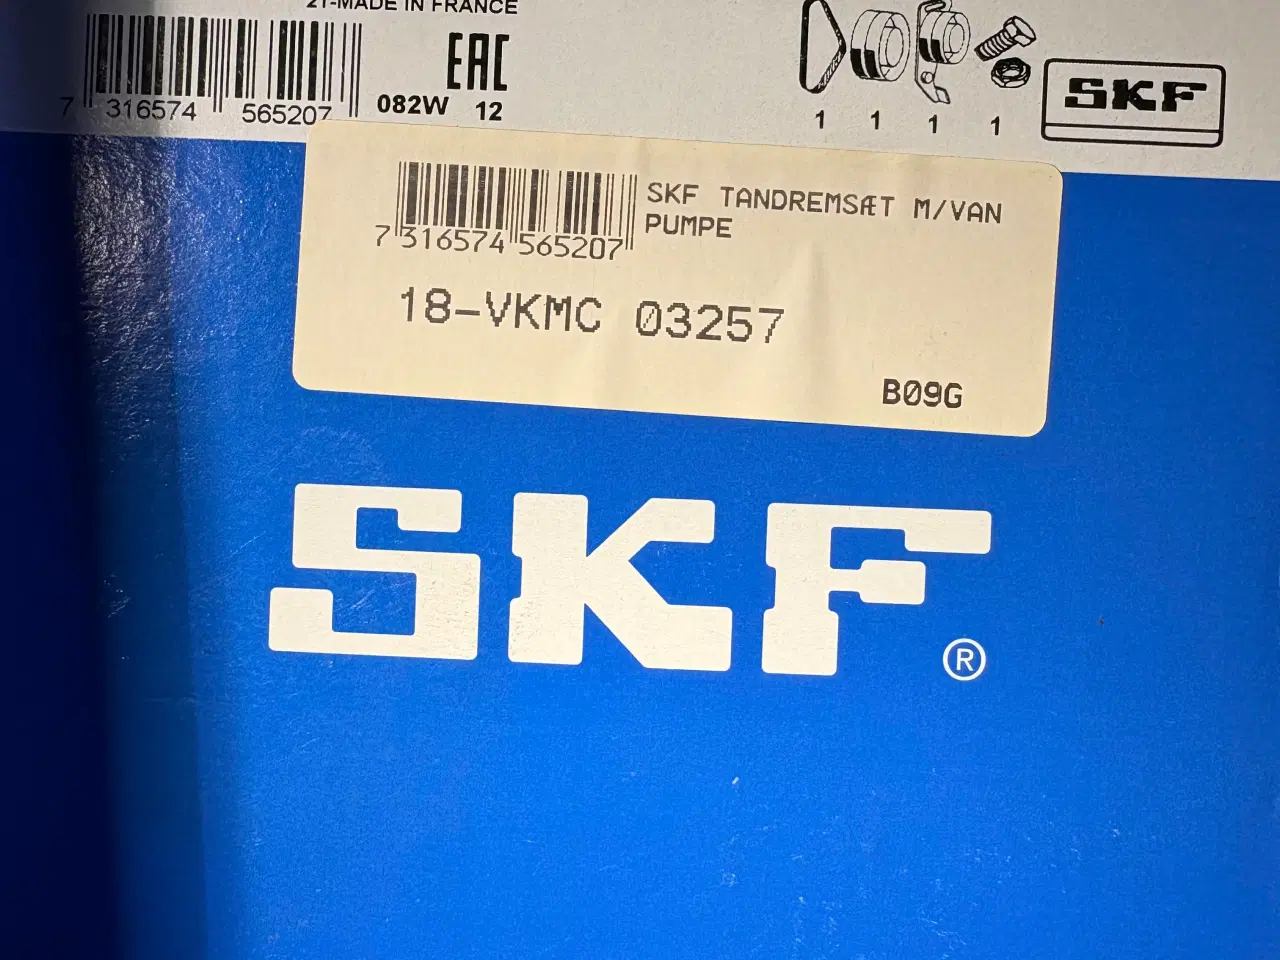 21-MADE IN FRANCE
EAC
7 316574 565207
082W 12
1 1 1 1
SKF
SKF TANDREMSÆT M/VAN
PUMPE
7 316574 565207
18-VKMC 03257
B09G
SKF®